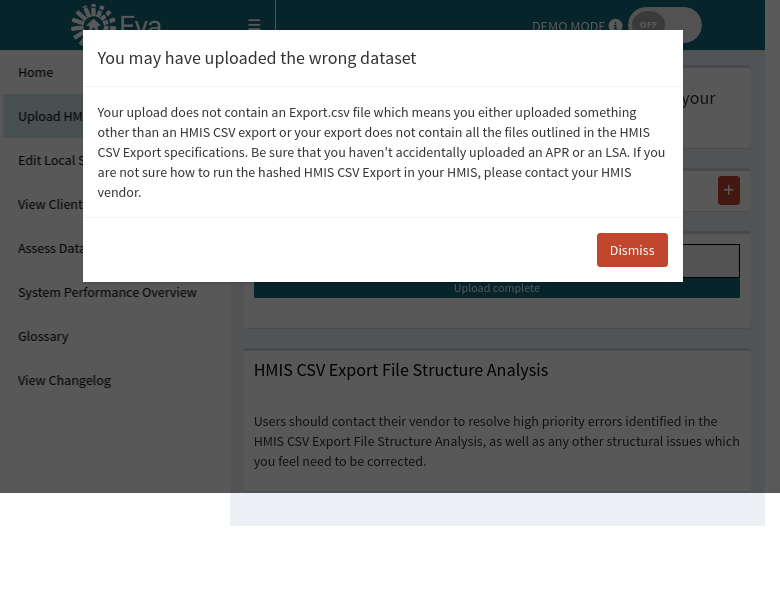 Eva
DEMO MODE
OFF
You may have uploaded the wrong dataset
Your upload does not contain an Export.csv file which means you either uploaded something
other than an HMIS CSV export or your export does not contain all the files outlined in the HMIS
CSV Export specifications. Be sure that you haven't accidentally uploaded an APR or an LSA. If you
are not sure how to run the hashed HMIS CSV Export in your HMIS, please contact your HMIS
vendor.
Dismiss
Home
Upload HM
Edit Local S
View Client
Assess Data
System Performance Overview
Glossary
View Changelog
your
+
Upload complete
HMIS CSV Export File Structure Analysis
Users should contact their vendor to resolve high priority errors identified in the
HMIS CSV Export File Structure Analysis, as well as any other structural issues which
you feel need to be corrected.